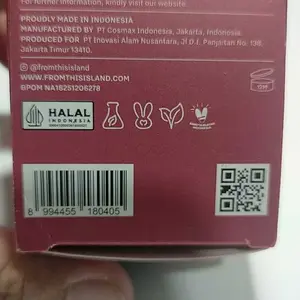 For further information, kindly visit our website.
PROUDLY MADE IN INDONESIA
MANUFACTURED BY PT Cosmax Indonesia, Jakarta, Indonesia.
PRODUCED FOR PT Inovasi Alam Nusantara, Jl D.I. Panjaitan No.
Jakarta Timur 13410.
@fromthisisland
WWW.FROMTHISISLAND.COM
BPOM NA18251206278
HALAL
INDONESIA
8 994455 180405